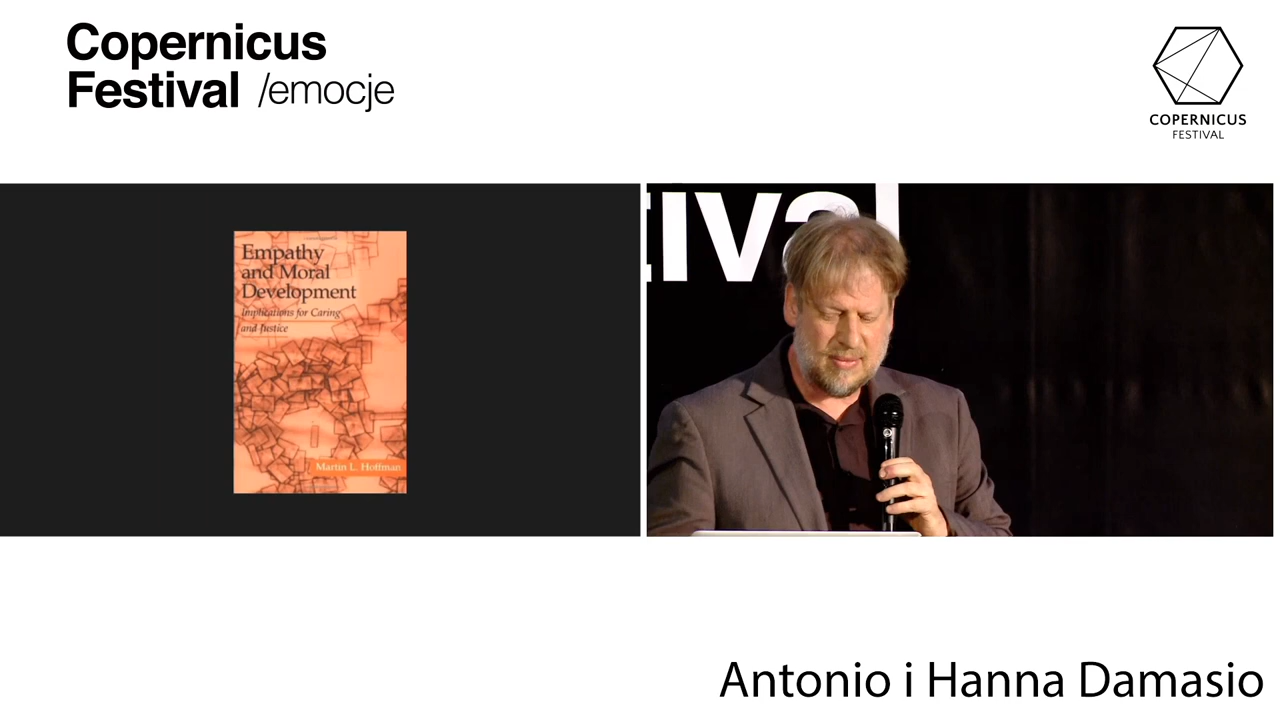 Copernicus
Festival /emocje
COPERNICUS
FESTIVAL
Empathy
and Moral
Development
Implications for Caring
and Justice
Martin L. Hoffman
tival
Antonio i Hanna Damasio